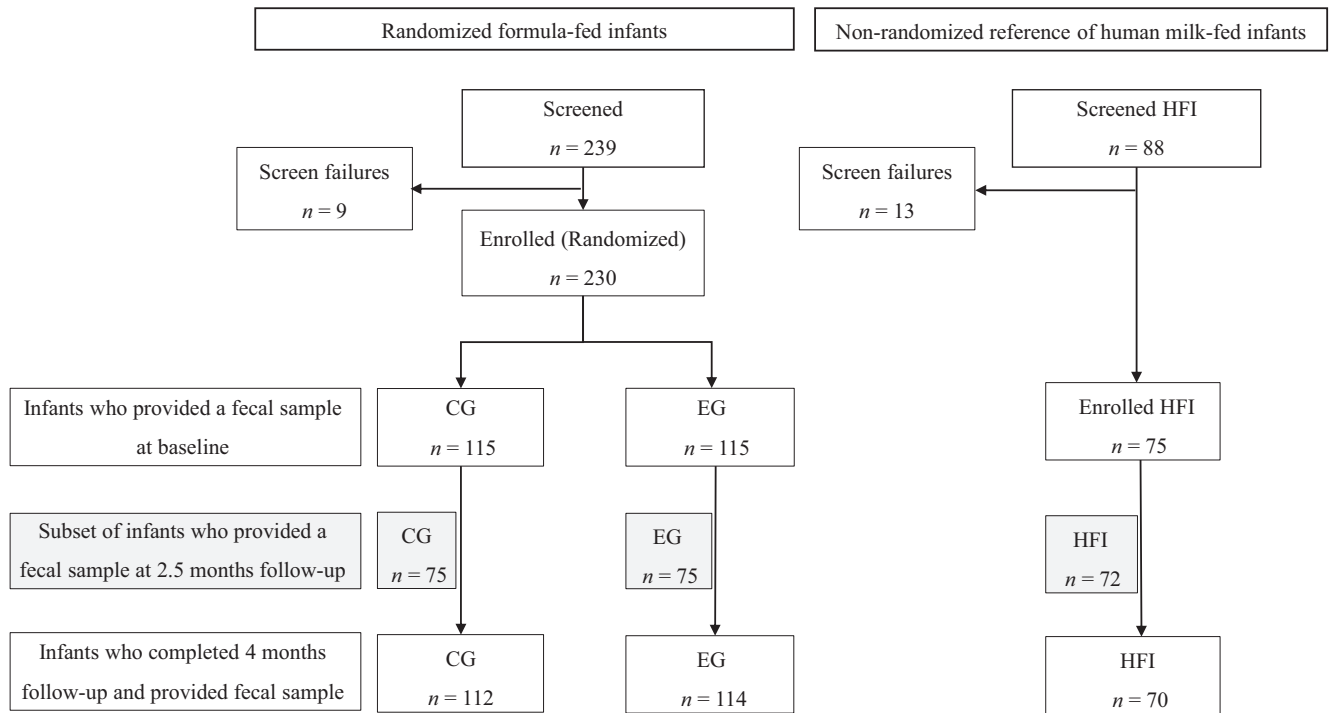 Randomized formula-fed infants
Non-randomized reference of human milk-fed infants
Screened
n = 239
Screened HFI
n = 88
Screen failures
n = 9
Screen failures
n = 13
Enrolled (Randomized)
n = 230
Infants who provided a fecal sample
at baseline
CG
n = 115
EG
n = 115
Enrolled HFI
n = 75
Subset of infants who provided a
fecal sample at 2.5 months follow-up
CG
n = 75
EG
n = 75
HFI
n = 72
Infants who completed 4 months
follow-up and provided fecal sample
CG
n = 112
EG
n = 114
HFI
n = 70